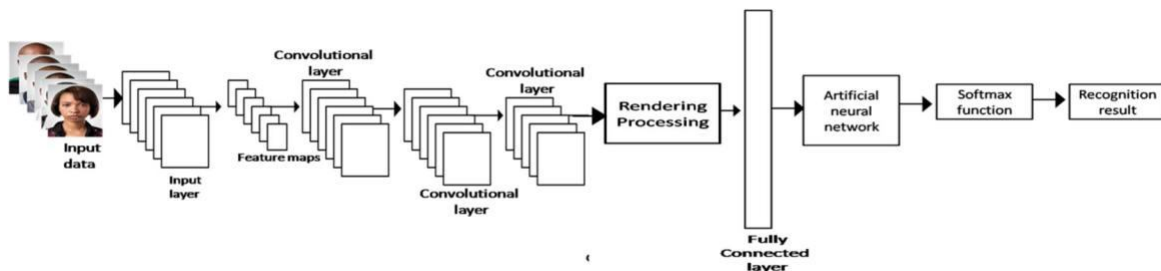 Input
data
Input
layer
Feature maps
Convolutional
layer
Convolutional
layer
Convolutional
layer
Rendering
Processing
Fully
Connected
layer
Artificial
neural
network
Softmax
function
Recognition
result